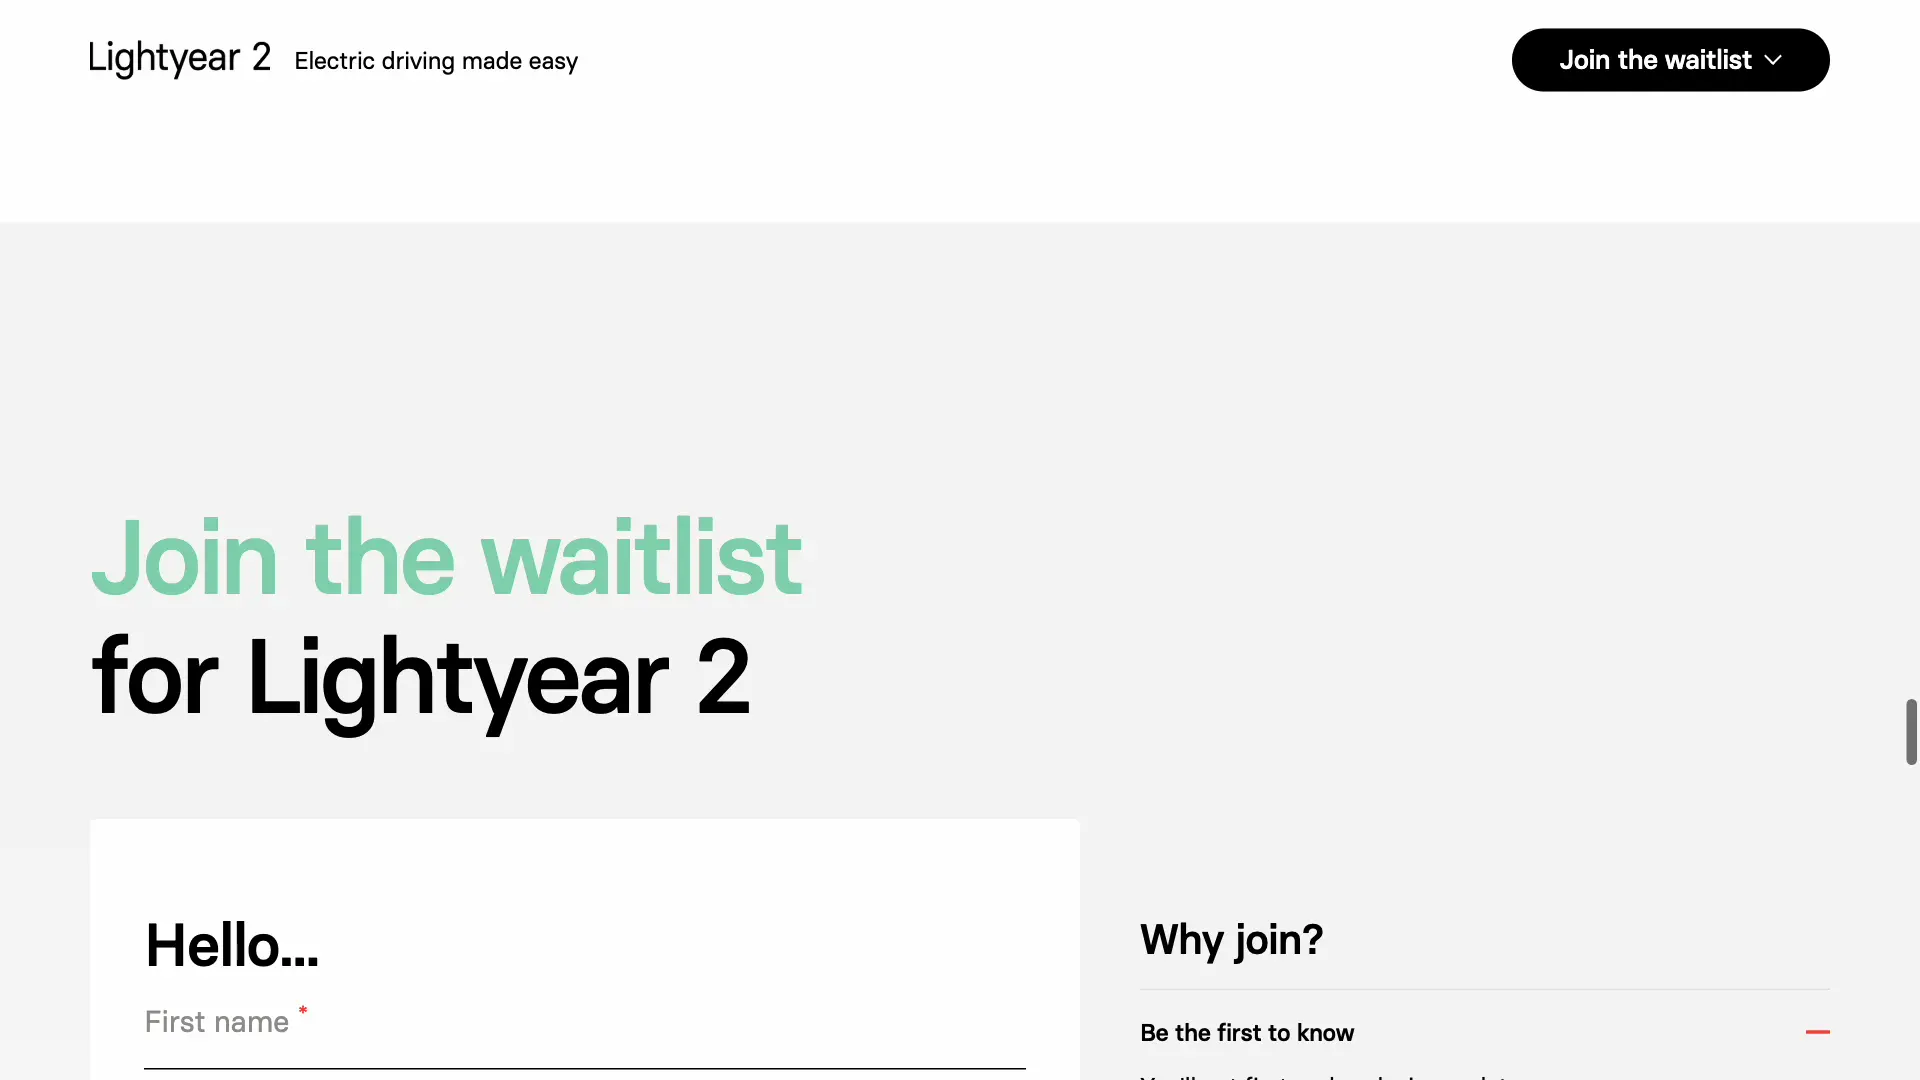 Lightyear 2 Electric driving made easy
Join the waitlist
Join the waitlist
for Lightyear 2
Hello...
First name *
Why join?
Be the first to know